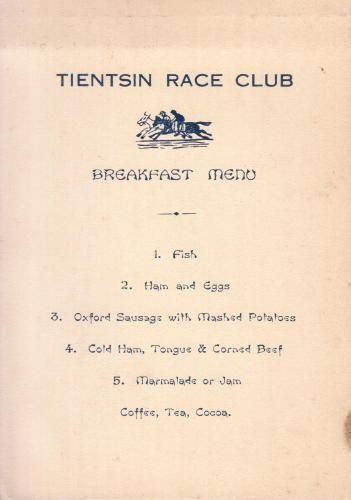 TIENTSIN RACE CLUB
BREAKFAST MENU
1. Fish
2. Ham and Eggs
3. Oxford Sausage with Mashed Potatoes
4. Cold Ham, Tongue & Corned Beef
5. Marmalade or Jam
Coffee, Tea, Cocoa.